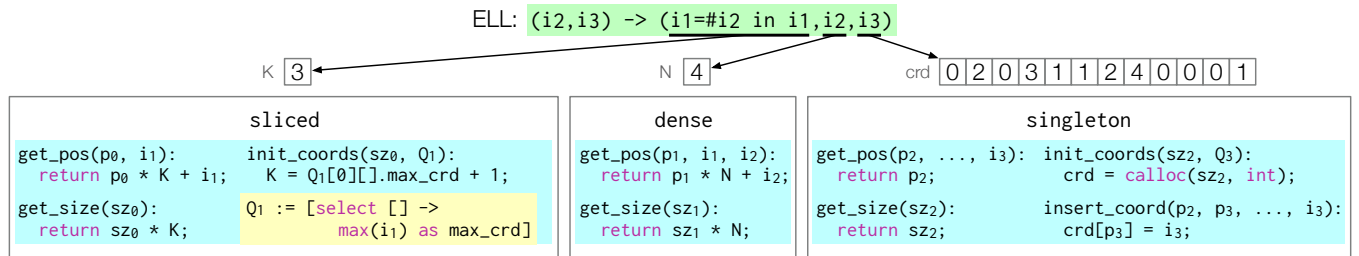 ELL: (i2,i3) -> (i1=#i2 in i1,i2,i3)
K 3
N 4
crd 0 2 0 3 1 1 2 4 0 0 0 1
sliced
get_pos(p₀, i₁):
return p₀ * K + i₁;
get_size(sz₀):
return sz₀ * K;
init_coords(sz₀, Q₁):
K = Q₁[0][].max_crd + 1;
Q₁ := [select [] ->
max(i₁) as max_crd]
dense
get_pos(p₁, i₁, i₂):
return p₁ * N + i₂;
get_size(sz₁):
return sz₁ * N;
singleton
get_pos(p₂, ..., i₃):
return p₂;
get_size(sz₂):
return sz₂;
init_coords(sz₂, Q₃):
crd = calloc(sz₂, int);
insert_coord(p₂, p₃, ..., i₃):
crd[p₃] = i₃;